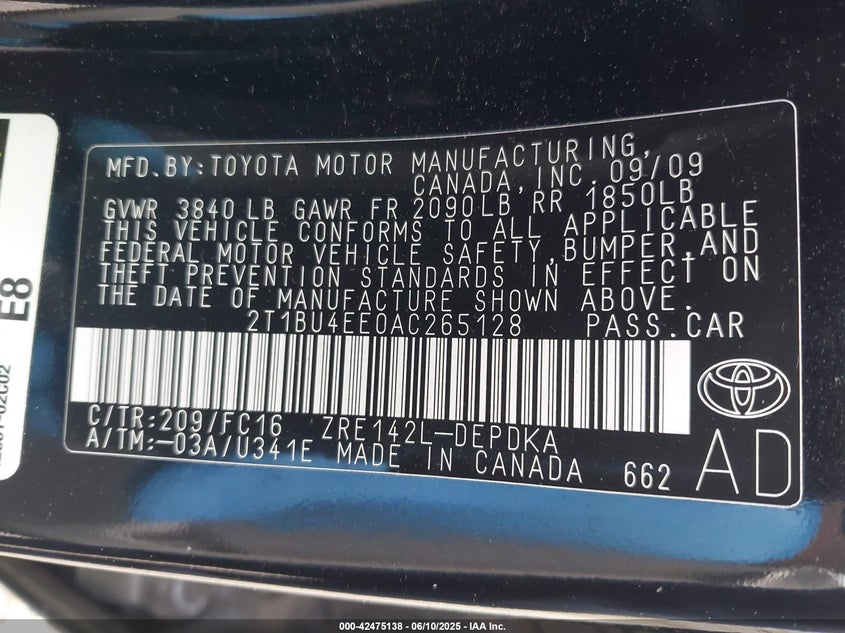 MFD.BY:TOYOTA MOTOR MANUFACTURING,
CANADA, INC. 09/09
GVWR 3840 LB GAWR FR 2090LB RR 1850LB
THIS VEHICLE CONFORMS TO ALL APPLICABLE
FEDERAL MOTOR VEHICLE SAFETY, BUMPER, AND
THEFT PREVENTION STANDARDS IN EFFECT ON
THE DATE OF MANUFACTURE SHOWN ABOVE.
2T1BU4EE0AC265128 PASS.CAR
C/TR:209/FC16 ZRE142L-DEPDKA
A/TM:-03A/U341E MADE IN CANADA 662 AD
E8
000-42475138 - 06/10/2025 - IAA Inc.